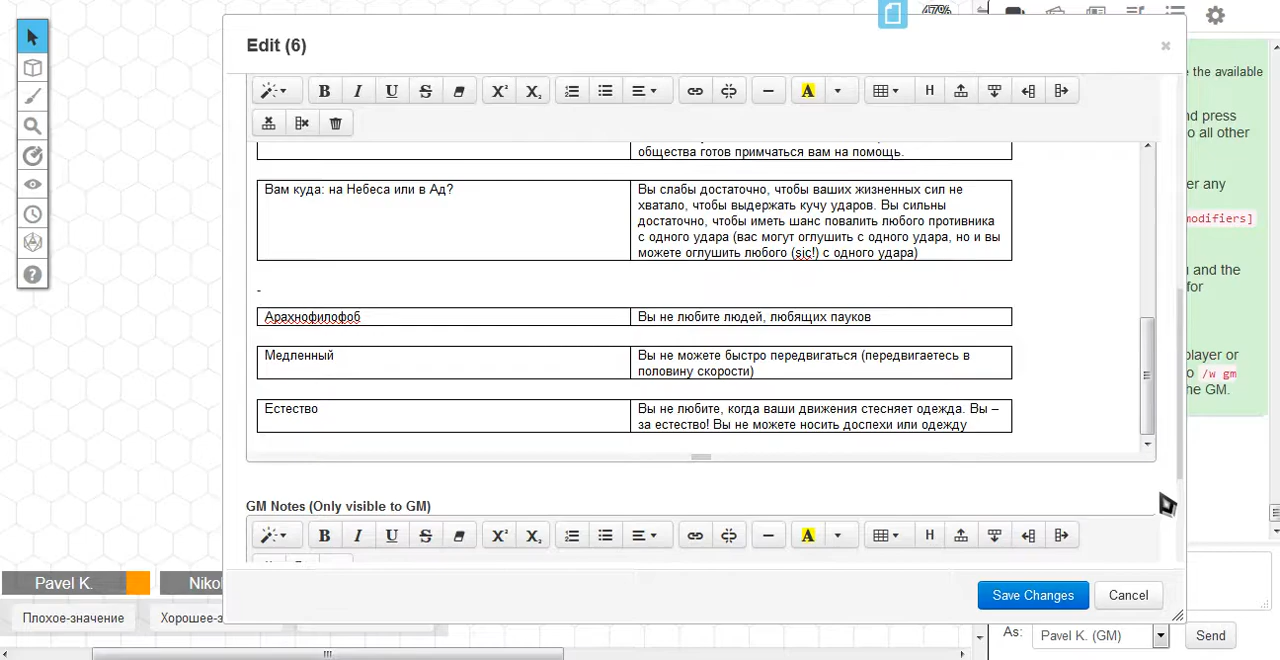 47%
Edit (6)
e the available
общества готов примчаться вам на помощь.
nd press
o all other
er any
modifiers]
Вам куда: на Небеса или в Ад?
Вы слабы достаточно, чтобы ваших жизненных сил не
хватало, чтобы выдержать кучу ударов. Вы сильны
достаточно, чтобы иметь шанс повалить любого противника
с одного удара (вас могут оглушить с одного удара, но и вы
можете оглушить любого (sic!) с одного удара)
u and the
for
-
Арахнофилофоб
Вы не любите людей, любящих пауков
Медленный
Вы не можете быстро передвигаться (передвигаетесь в
половину скорости)
player or
o /w gm
he GM.
Естество
Вы не любите, когда ваши движения стесняет одежда. Вы –
за естество! Вы не можете носить доспехи или одежду
GM Notes (Only visible to GM)
Pavel K.
Nikol
Save Changes
Cancel
Плохое-значение
Хорошее-з
As:
Pavel K. (GM)
Send